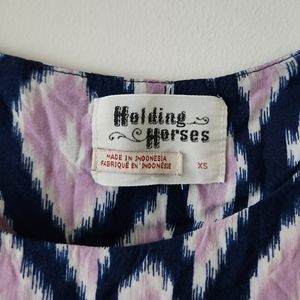 Holding
Horses
MADE IN INDONESIA
FABRIQUÉ EN INDONÉSIE
XS